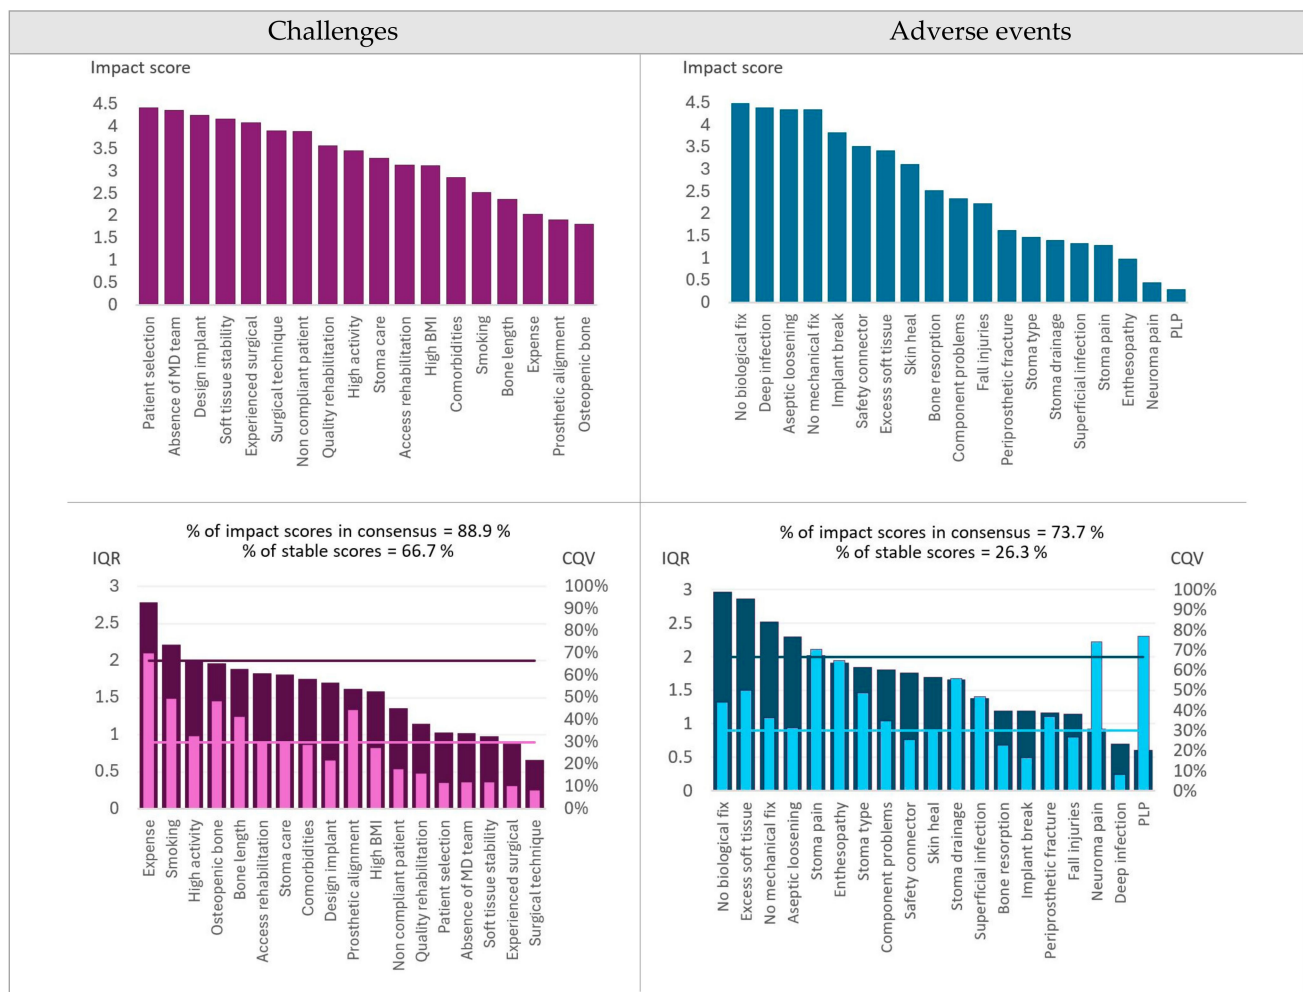 Challenges
Adverse events
Impact score
4.5
4
3.5
3
2.5
2
1.5
1
0.5
0
Patient selection
Absence of MD team
Design implant
Soft tissue stability
Experienced surgical
Surgical technique
Non compliant patient
Quality rehabilitation
High activity
Stoma care
Access rehabilitation
High BMI
Comorbidities
Smoking
Bone length
Expense
Prosthetic alignment
Osteopenic bone
Impact score
4.5
4
3.5
3
2.5
2
1.5
1
0.5
0
No biological fix
Deep infection
Aseptic loosening
No mechanical fix
Implant break
Safety connector
Excess soft tissue
Skin heal
Bone resorption
Component problems
Fall injuries
Periprosthetic fracture
Stoma type
Stoma drainage
Superficial infection
Stoma pain
Enthesopathy
Neuroma pain
PLP
% of impact scores in consensus = 88.9 %
% of stable scores = 66.7 %
IQR
CQV
3
2.5
2
1.5
1
0.5
0
100%
90%
80%
70%
60%
50%
40%
30%
20%
10%
0%
Expense
Smoking
High activity
Osteopenic bone
Bone length
Access rehabilitation
Stoma care
Comorbidities
Design implant
Prosthetic alignment
High BMI
Non compliant patient
Quality rehabilitation
Patient selection
Absence of MD team
Soft tissue stability
Experienced surgical
Surgical technique
% of impact scores in consensus = 73.7 %
% of stable scores = 26.3 %
IQR
CQV
3
2.5
2
1.5
1
0.5
0
100%
90%
80%
70%
60%
50%
40%
30%
20%
10%
0%
No biological fix
Excess soft tissue
No mechanical fix
Aseptic loosening
Stoma pain
Enthesopathy
Stoma type
Component problems
Safety connector
Skin heal
Stoma drainage
Superficial infection
Bone resorption
Implant break
Periprosthetic fracture
Fall injuries
Neuroma pain
Deep infection
PLP